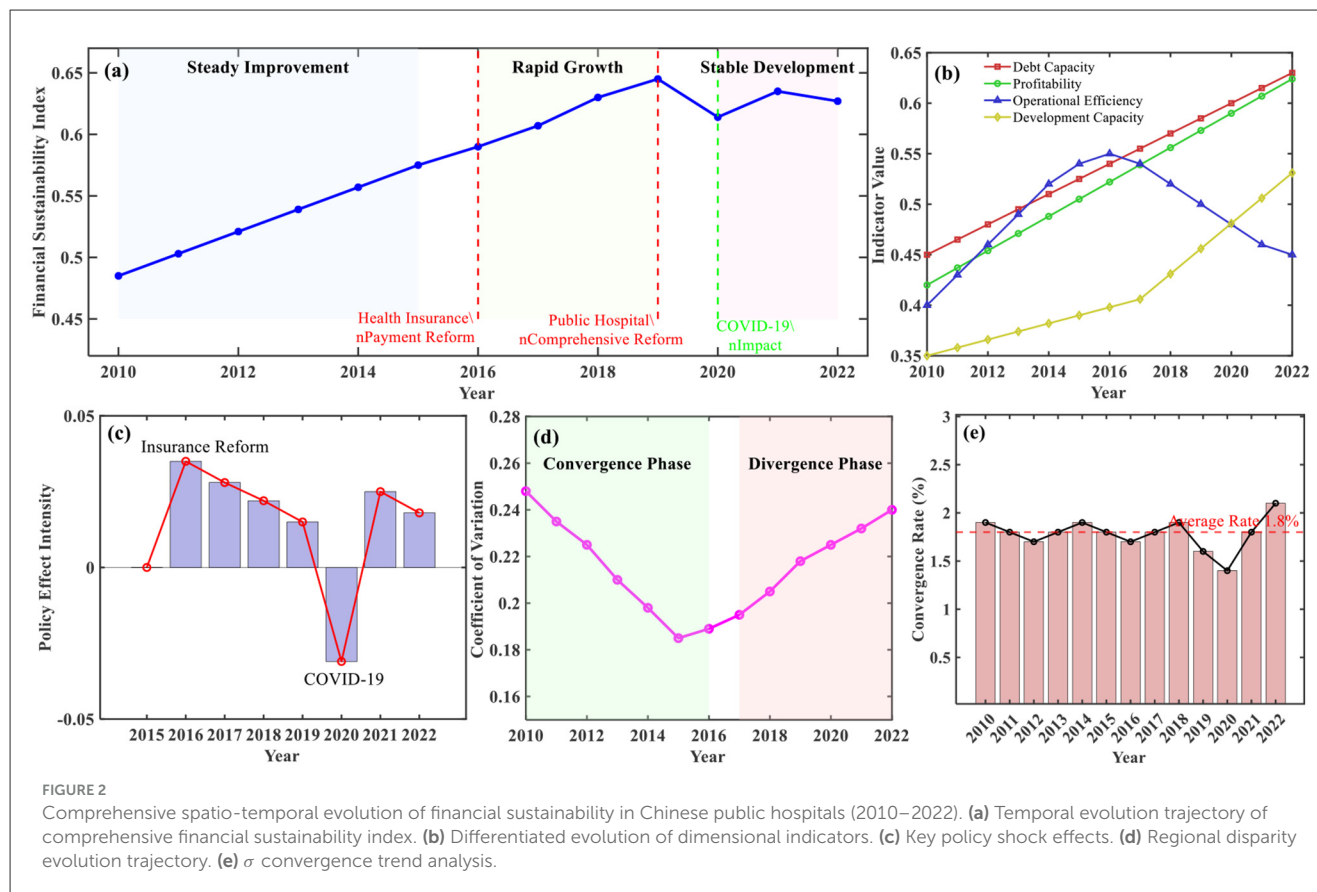 (a)
Steady Improvement
Rapid Growth
Stable Development
Financial Sustainability Index
0.65
0.6
0.55
0.5
0.45
Health Insurance\
nPayment Reform
Public Hospital\
nComprehensive Reform
COVID-19\
nImpact
2010 2012 2014 2016 2018 2020 2022
Year
(b)
Debt Capacity
Profitability
Operational Efficiency
Development Capacity
Indicator Value
0.65
0.6
0.55
0.5
0.45
0.4
0.35
2010 2012 2014 2016 2018 2020 2022
Year
(c)
Insurance Reform
COVID-19
Policy Effect Intensity
0.05
0
-0.05
2015 2016 2017 2018 2019 2020 2021 2022
Year
(d)
Convergence Phase
Divergence Phase
Coefficient of Variation
0.28
0.26
0.24
0.22
0.2
0.18
0.16
2010 2012 2014 2016 2018 2020 2022
Year
(e)
Average Rate 1.8%
Convergence Rate (%)
3
2.5
2
1.5
1
0.5
2010 2011 2012 2013 2014 2015 2016 2017 2018 2019 2020 2021 2022
Year
FIGURE 2
Comprehensive spatio-temporal evolution of financial sustainability in Chinese public hospitals (2010–2022). (a) Temporal evolution trajectory of
comprehensive financial sustainability index. (b) Differentiated evolution of dimensional indicators. (c) Key policy shock effects. (d) Regional disparity
evolution trajectory. (e) σ convergence trend analysis.